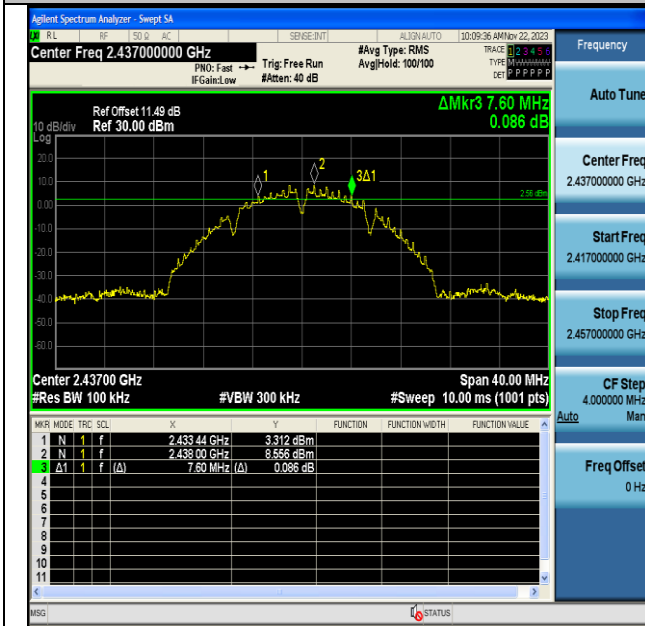 Agilent Spectrum Analyzer - Swept SA
LXI RL RF 50 Ω AC SENSE:INT ALIGN AUTO 10:09:36 AM Nov 22, 2023
Center Freq 2.437000000 GHz
#Avg Type: RMS
TRACE 1 2 3 4 5 6
PNO: Fast Trig: Free Run Avg|Hold: 100/100
TYPE M
IFGain:Low #Atten: 40 dB
DET P P P P P P
ΔMkr3 7.60 MHz
0.086 dB
Ref Offset 11.49 dB
10 dB/div Ref 30.00 dBm
Log
20.0
10.0
0.00
-10.0
-20.0
-30.0
-40.0
-50.0
-60.0
1
2
3Δ1
2.56 dBm
Center 2.43700 GHz Span 40.00 MHz
#Res BW 100 kHz #VBW 300 kHz #Sweep 10.00 ms (1001 pts)
MKR MODE TRC SCL X Y FUNCTION FUNCTION WIDTH FUNCTION VALUE
1 N 1 f 2.433 44 GHz 3.312 dBm
2 N 1 f 2.438 00 GHz 8.556 dBm
3 Δ1 1 f (Δ) 7.60 MHz (Δ) 0.086 dB
4
5
6
7
8
9
10
11
MSG STATUS
Frequency
Auto Tune
Center Freq
2.437000000 GHz
Start Freq
2.417000000 GHz
Stop Freq
2.457000000 GHz
CF Step
4.000000 MHz
Auto Man
Freq Offset
0 Hz